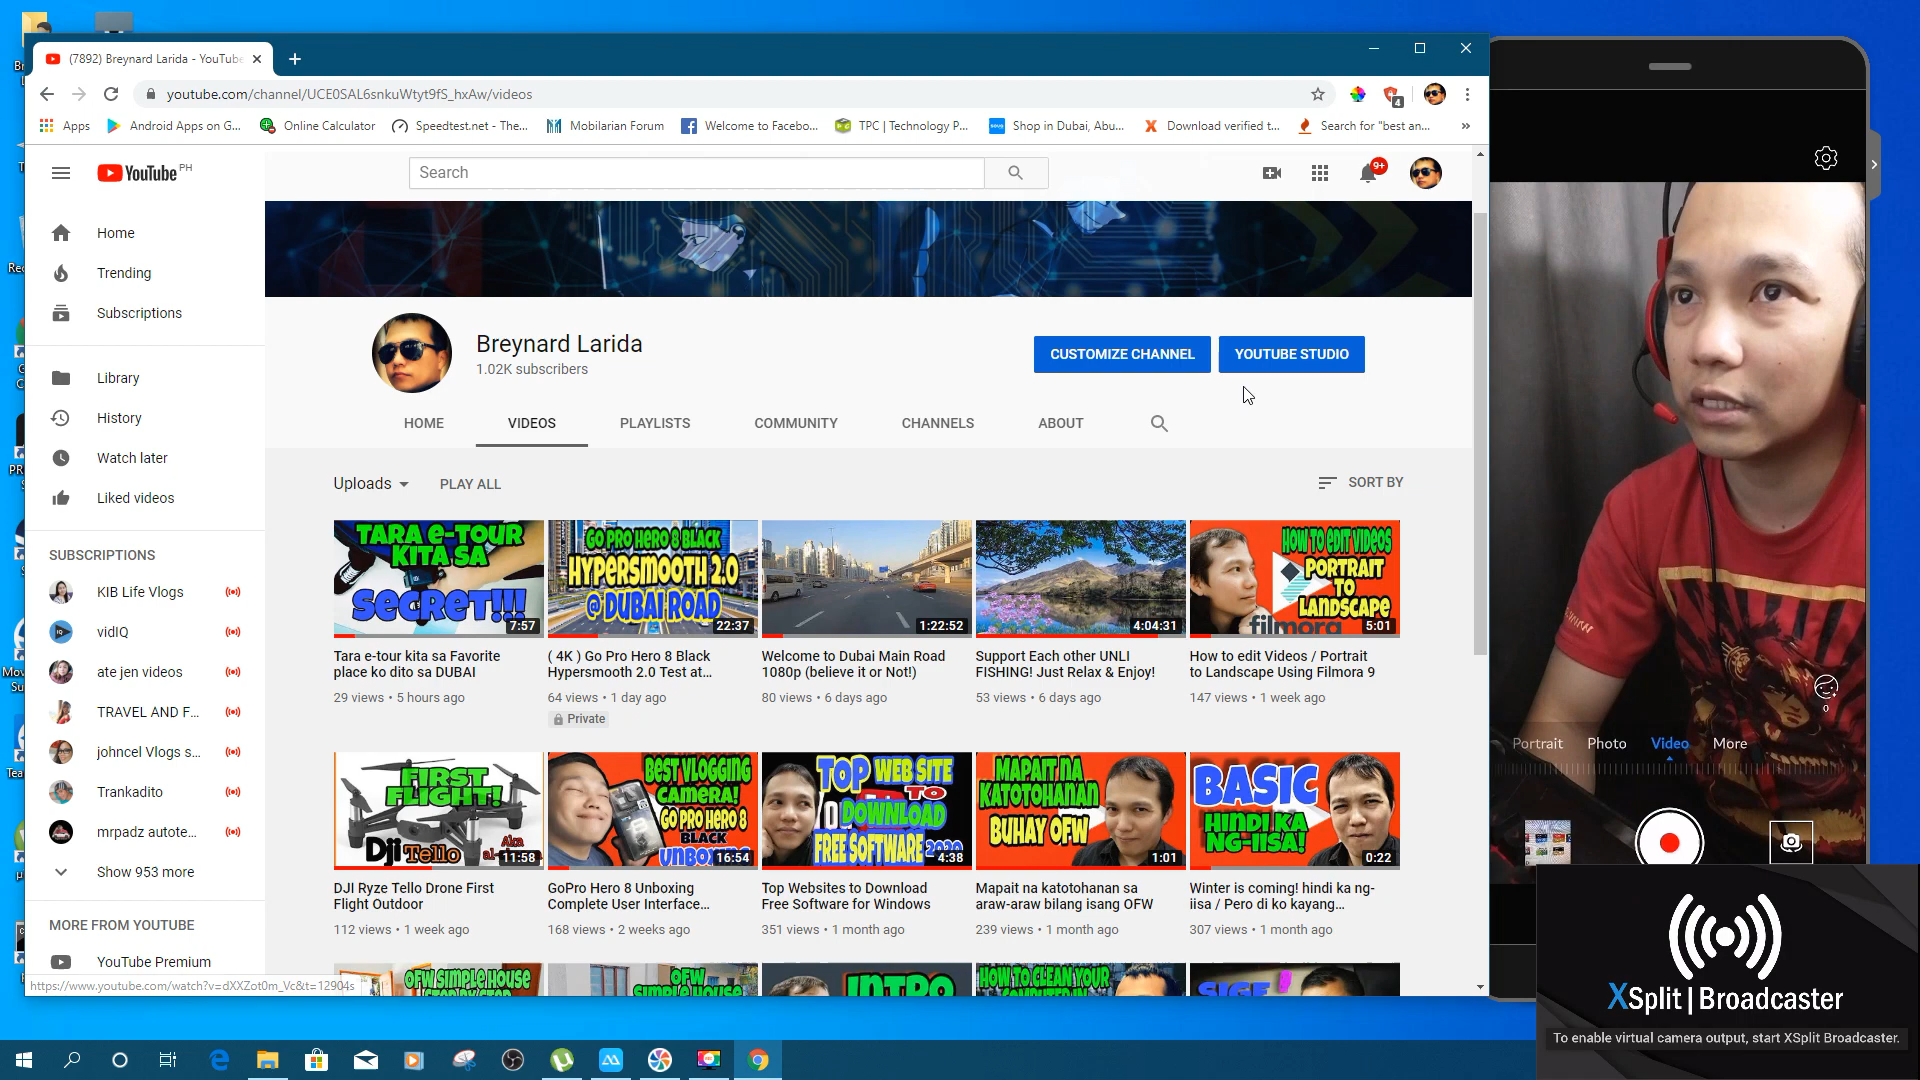 (7892) Breynard Larida - YouTube
youtube.com/channel/UCE0SAL6snkuWtyt9fS_hxAw/videos
4
Apps
Android Apps on G...
Online Calculator
Speedtest.net - The...
Mobilarian Forum
Welcome to Facebo...
TPC | Technology P...
Shop in Dubai, Abu...
Download verified t...
Search for "best an...
»
YouTube PH
Search
9+
Home
Trending
Subscriptions
Library
History
Watch later
Liked videos
SUBSCRIPTIONS
KIB Life Vlogs
vidIQ
ate jen videos
TRAVEL AND F...
johncel Vlogs s...
Trankadito
mrpadz autote...
Show 953 more
MORE FROM YOUTUBE
YouTube Premium
https://www.youtube.com/watch?v=dXXZot0m_Vc&t=12904s
Breynard Larida
1.02K subscribers
CUSTOMIZE CHANNEL
YOUTUBE STUDIO
HOME
VIDEOS
PLAYLISTS
COMMUNITY
CHANNELS
ABOUT
Uploads
PLAY ALL
SORT BY
TARA e-TOUR
KITA SA
SECRET!!!
7:57
Tara e-tour kita sa Favorite
place ko dito sa DUBAI
29 views • 5 hours ago
GO PRO HERO 8 BLACK
HYPERSMOOTH 2.0
@ DUBAI ROAD
22:37
( 4K ) Go Pro Hero 8 Black
Hypersmooth 2.0 Test at...
64 views • 1 day ago
Private
1:22:52
Welcome to Dubai Main Road
1080p (believe it or Not!)
80 views • 6 days ago
4:04:31
Support Each other UNLI
FISHING! Just Relax & Enjoy!
53 views • 6 days ago
HOW TO EDIT VIDEOS
PORTRAIT
TO
LANDSCAPE
filmora
5:01
How to edit Videos / Portrait
to Landscape Using Filmora 9
147 views • 1 week ago
FIRST
FLIGHT!
Dji Tello
11:58
DJI Ryze Tello Drone First
Flight Outdoor
112 views • 1 week ago
BEST VLOGGING
CAMERA!
GO PRO HERO 8
BLACK
UNBOXING
16:54
GoPro Hero 8 Unboxing
Complete User Interface...
168 views • 2 weeks ago
TOP WEB SITE
TO
DOWNLOAD
FREE SOFTWARE
2020
4:38
Top Websites to Download
Free Software for Windows
351 views • 1 month ago
MAPAIT NA
KATOTOHANAN
BUHAY OFW
1:01
Mapait na katotohanan sa
araw-araw bilang isang OFW
239 views • 1 month ago
BASIC
HINDI KA
NG-IISA!
0:22
Winter is coming! hindi ka ng-
iisa / Pero di ko kayang...
307 views • 1 month ago
OFW SIMPLE HOUSE
OFW
SIMPLE HOUSE
INTRO
HOW TO CLEAN YOUR
SIGE
0
Portrait
Photo
Video
More
XSplit | Broadcaster
To enable virtual camera output, start XSplit Broadcaster.